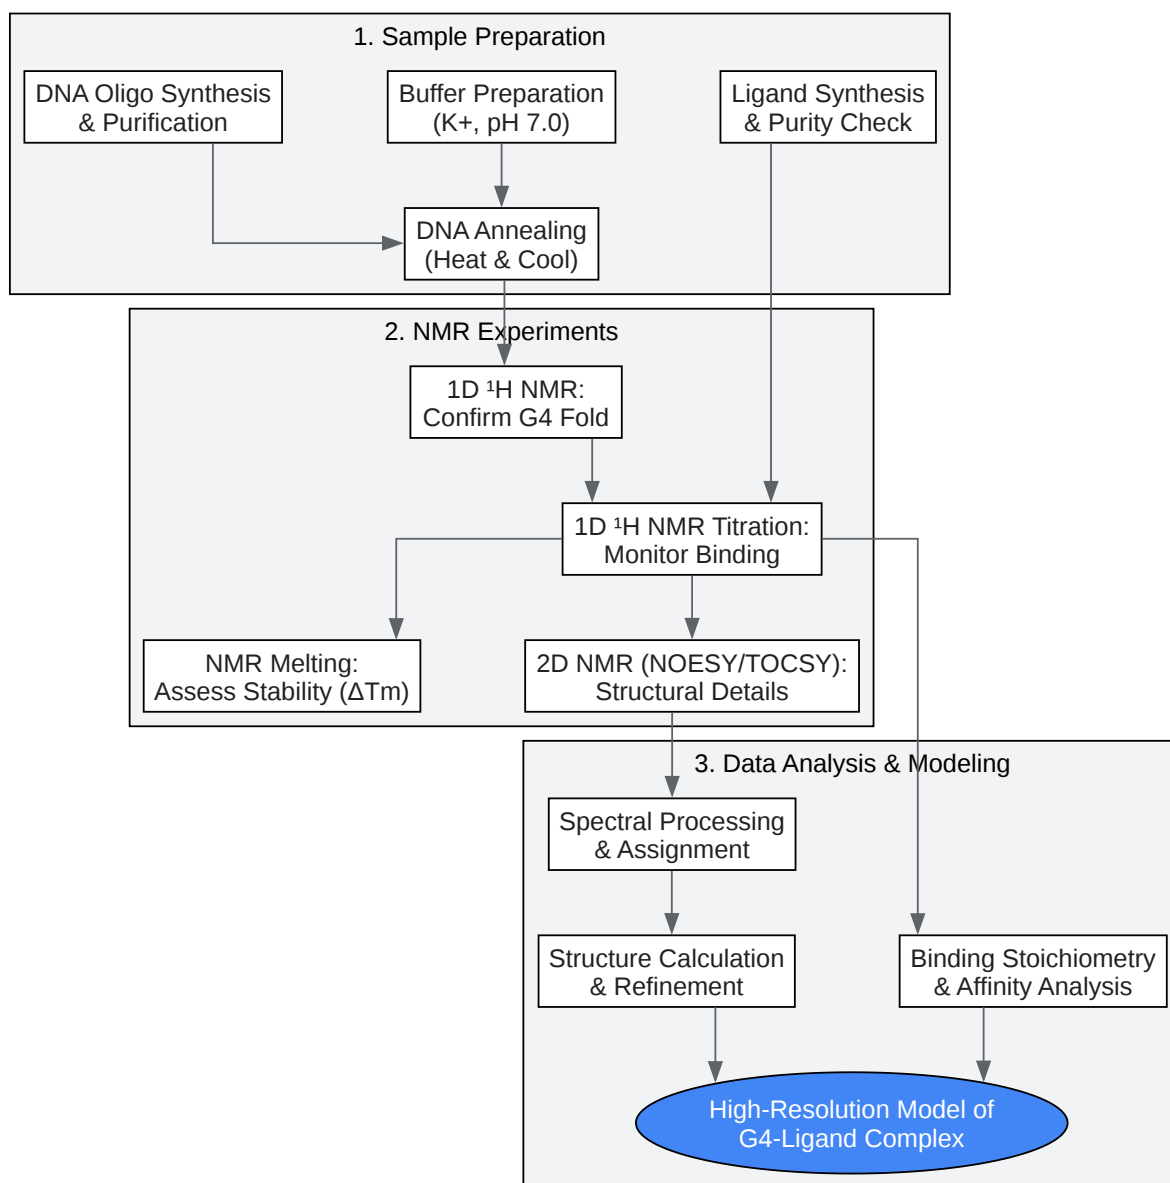 1. Sample Preparation
DNA Oligo Synthesis
& Purification
Buffer Preparation
(K+, pH 7.0)
Ligand Synthesis
& Purity Check
DNA Annealing
(Heat & Cool)
2. NMR Experiments
1D ¹H NMR:
Confirm G4 Fold
1D ¹H NMR Titration:
Monitor Binding
NMR Melting:
Assess Stability (ΔTm)
2D NMR (NOESY/TOCSY):
Structural Details
3. Data Analysis & Modeling
Spectral Processing
& Assignment
Structure Calculation
& Refinement
Binding Stoichiometry
& Affinity Analysis
High-Resolution Model of
G4-Ligand Complex